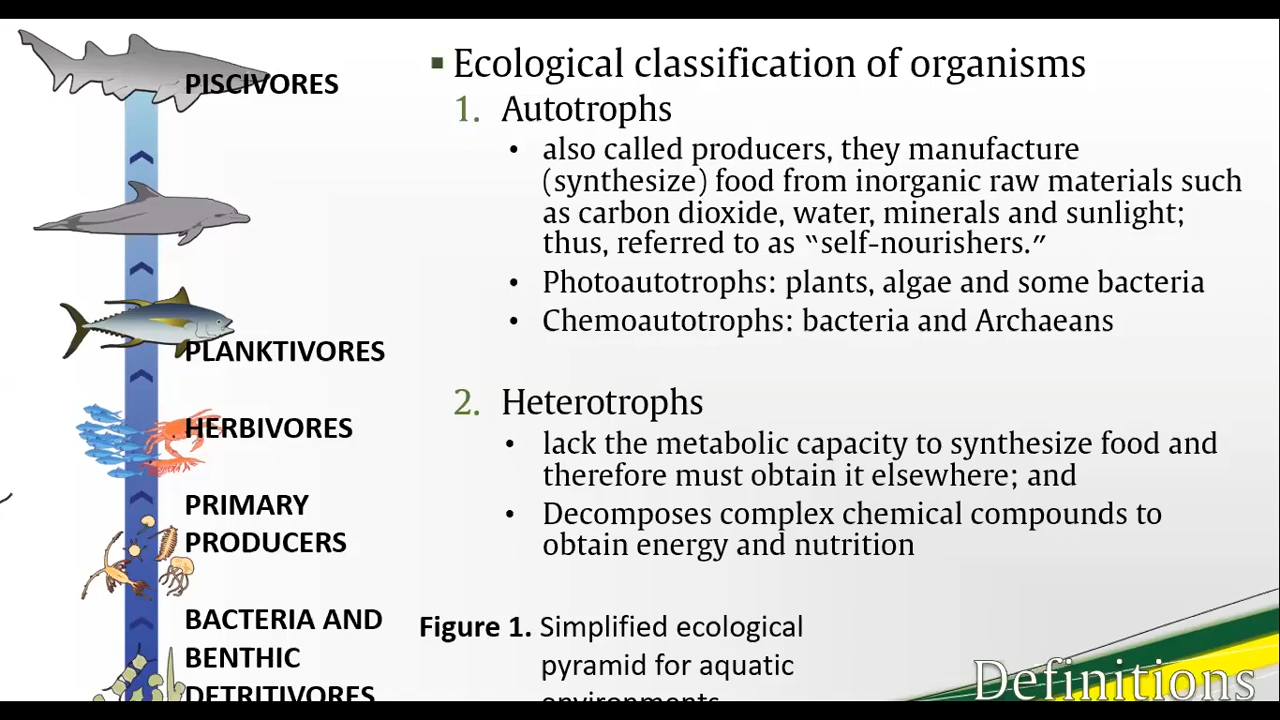 PISCIVORES
PLANKTIVORES
HERBIVORES
PRIMARY
PRODUCERS
BACTERIA AND
BENTHIC
DETRITIVORES
▪ Ecological classification of organisms
1. Autotrophs
• also called producers, they manufacture
(synthesize) food from inorganic raw materials such
as carbon dioxide, water, minerals and sunlight;
thus, referred to as “self-nourishers.”
• Photoautotrophs: plants, algae and some bacteria
• Chemoautotrophs: bacteria and Archaeans
2. Heterotrophs
• lack the metabolic capacity to synthesize food and
therefore must obtain it elsewhere; and
• Decomposes complex chemical compounds to
obtain energy and nutrition
Figure 1. Simplified ecological
pyramid for aquatic
environments
Definitions